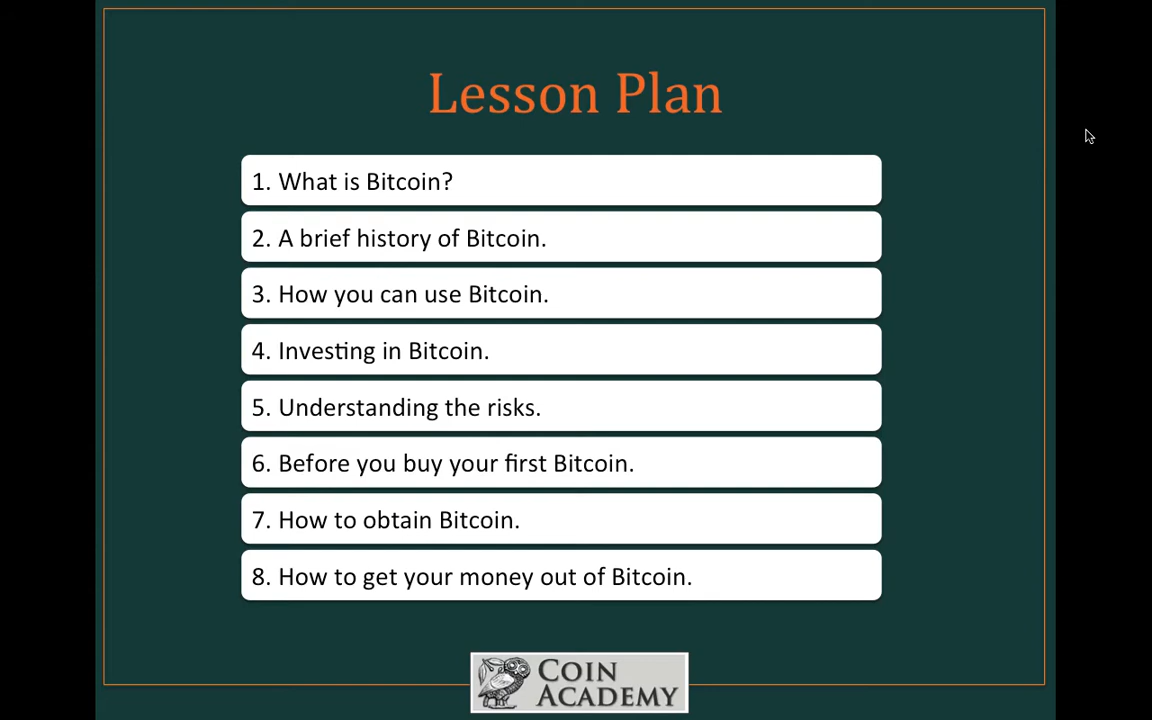 Lesson Plan
1. What is Bitcoin?
2. A brief history of Bitcoin.
3. How you can use Bitcoin.
4. Investing in Bitcoin.
5. Understanding the risks.
6. Before you buy your first Bitcoin.
7. How to obtain Bitcoin.
8. How to get your money out of Bitcoin.
COIN
ACADEMY